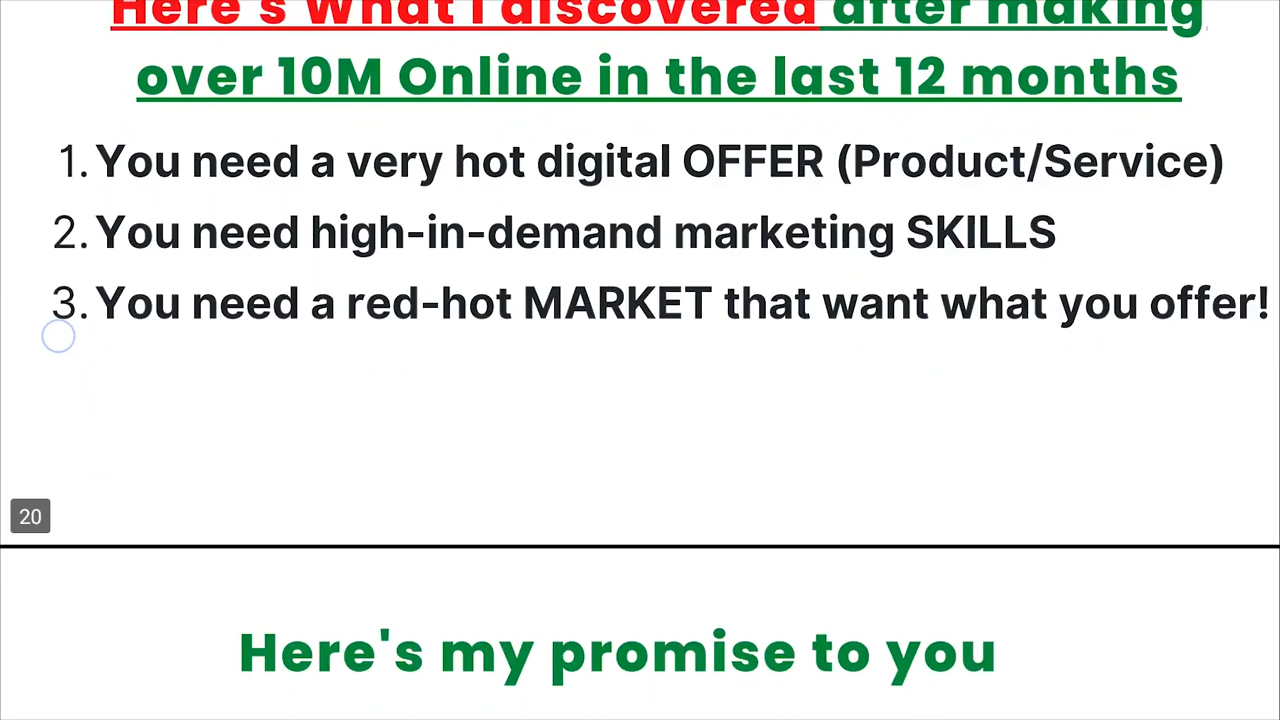 Here's What I discovered after making
over 10M Online in the last 12 months
1. You need a very hot digital OFFER (Product/Service)
2. You need high-in-demand marketing SKILLS
3. You need a red-hot MARKET that want what you offer!
20
Here's my promise to you